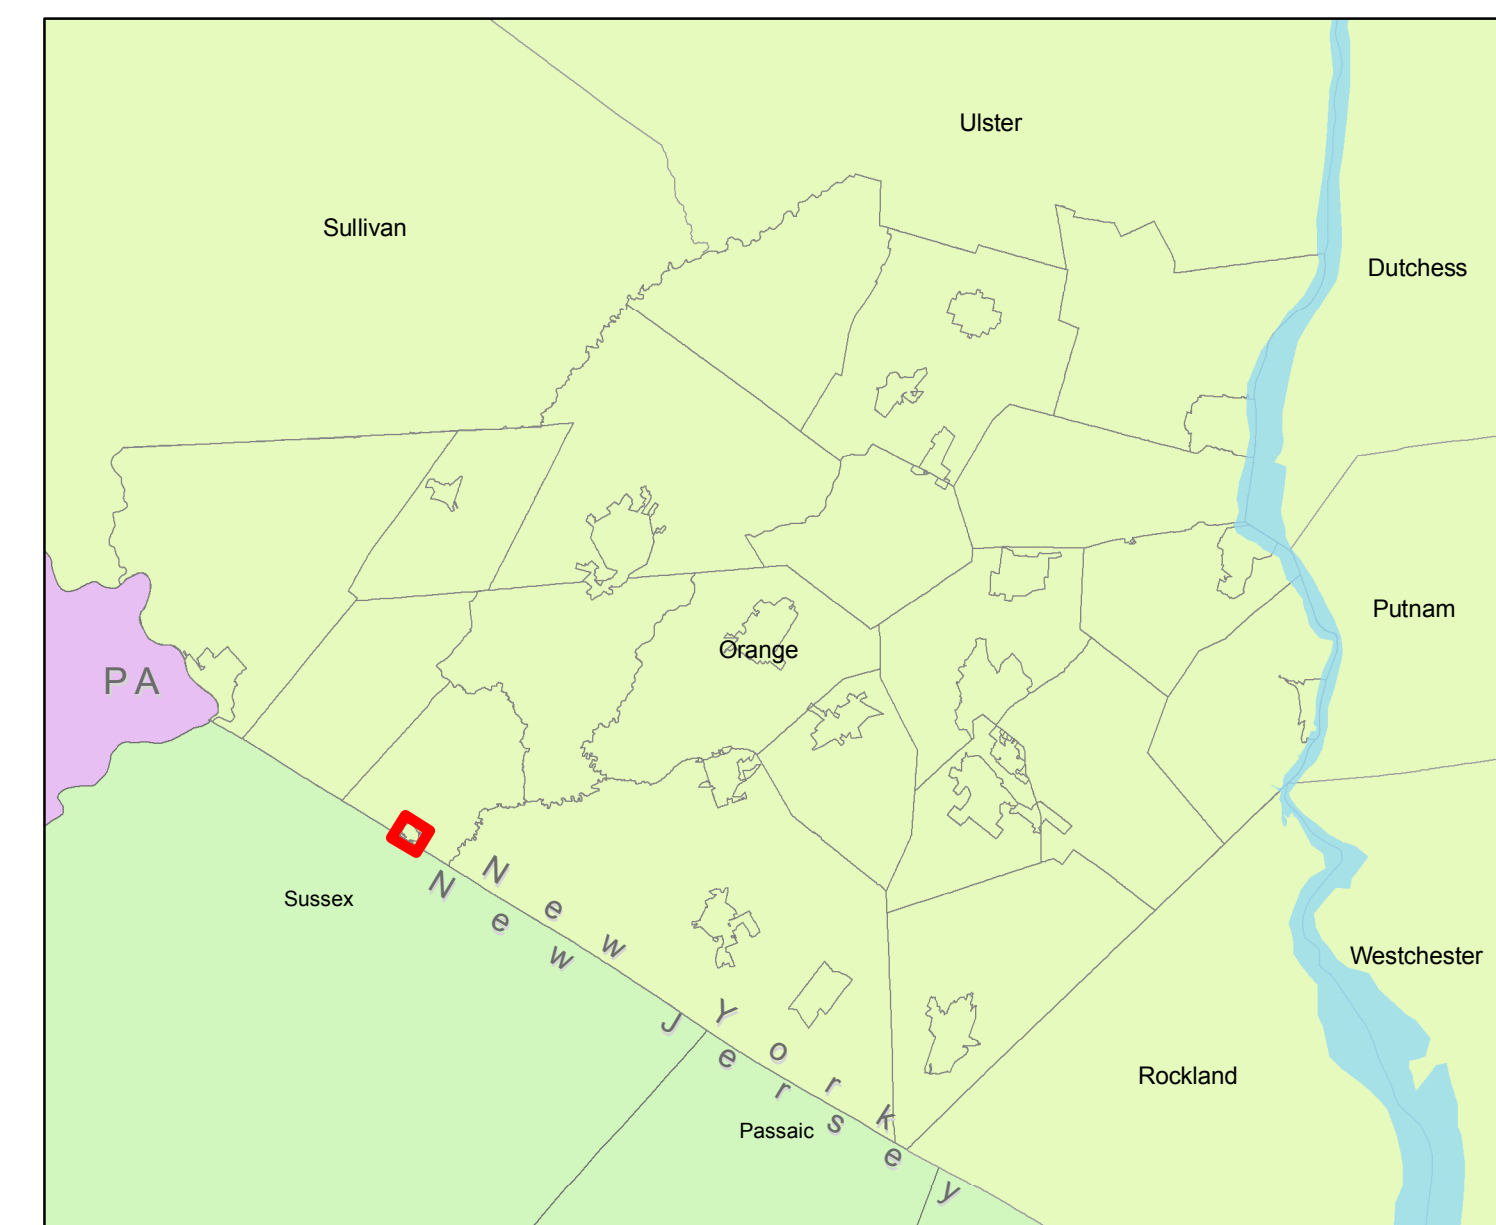 Ulster
Sullivan
Dutchess
Putnam
Orange
PA
Sussex
New York
New Jersey
Westchester
Rockland
Passaic